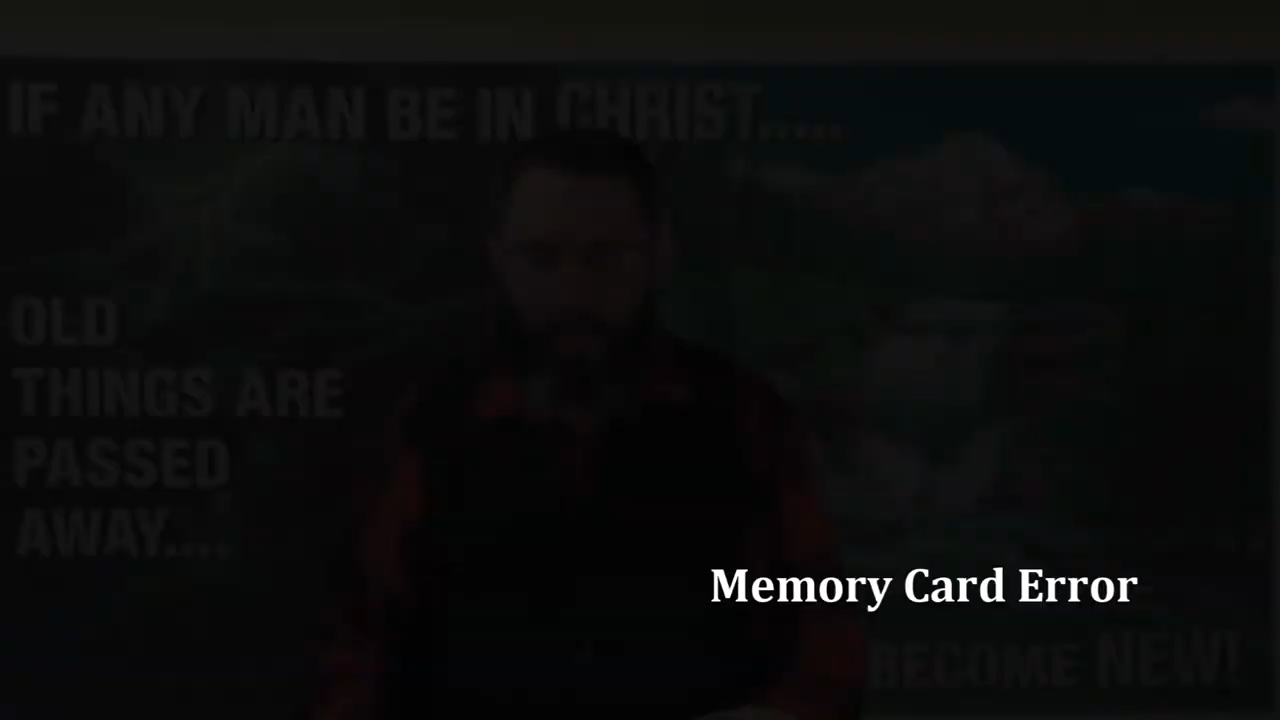 IF ANY MAN BE IN CHRIST.....
OLD
THINGS ARE
PASSED
AWAY....
Memory Card Error
BECOME NEW!